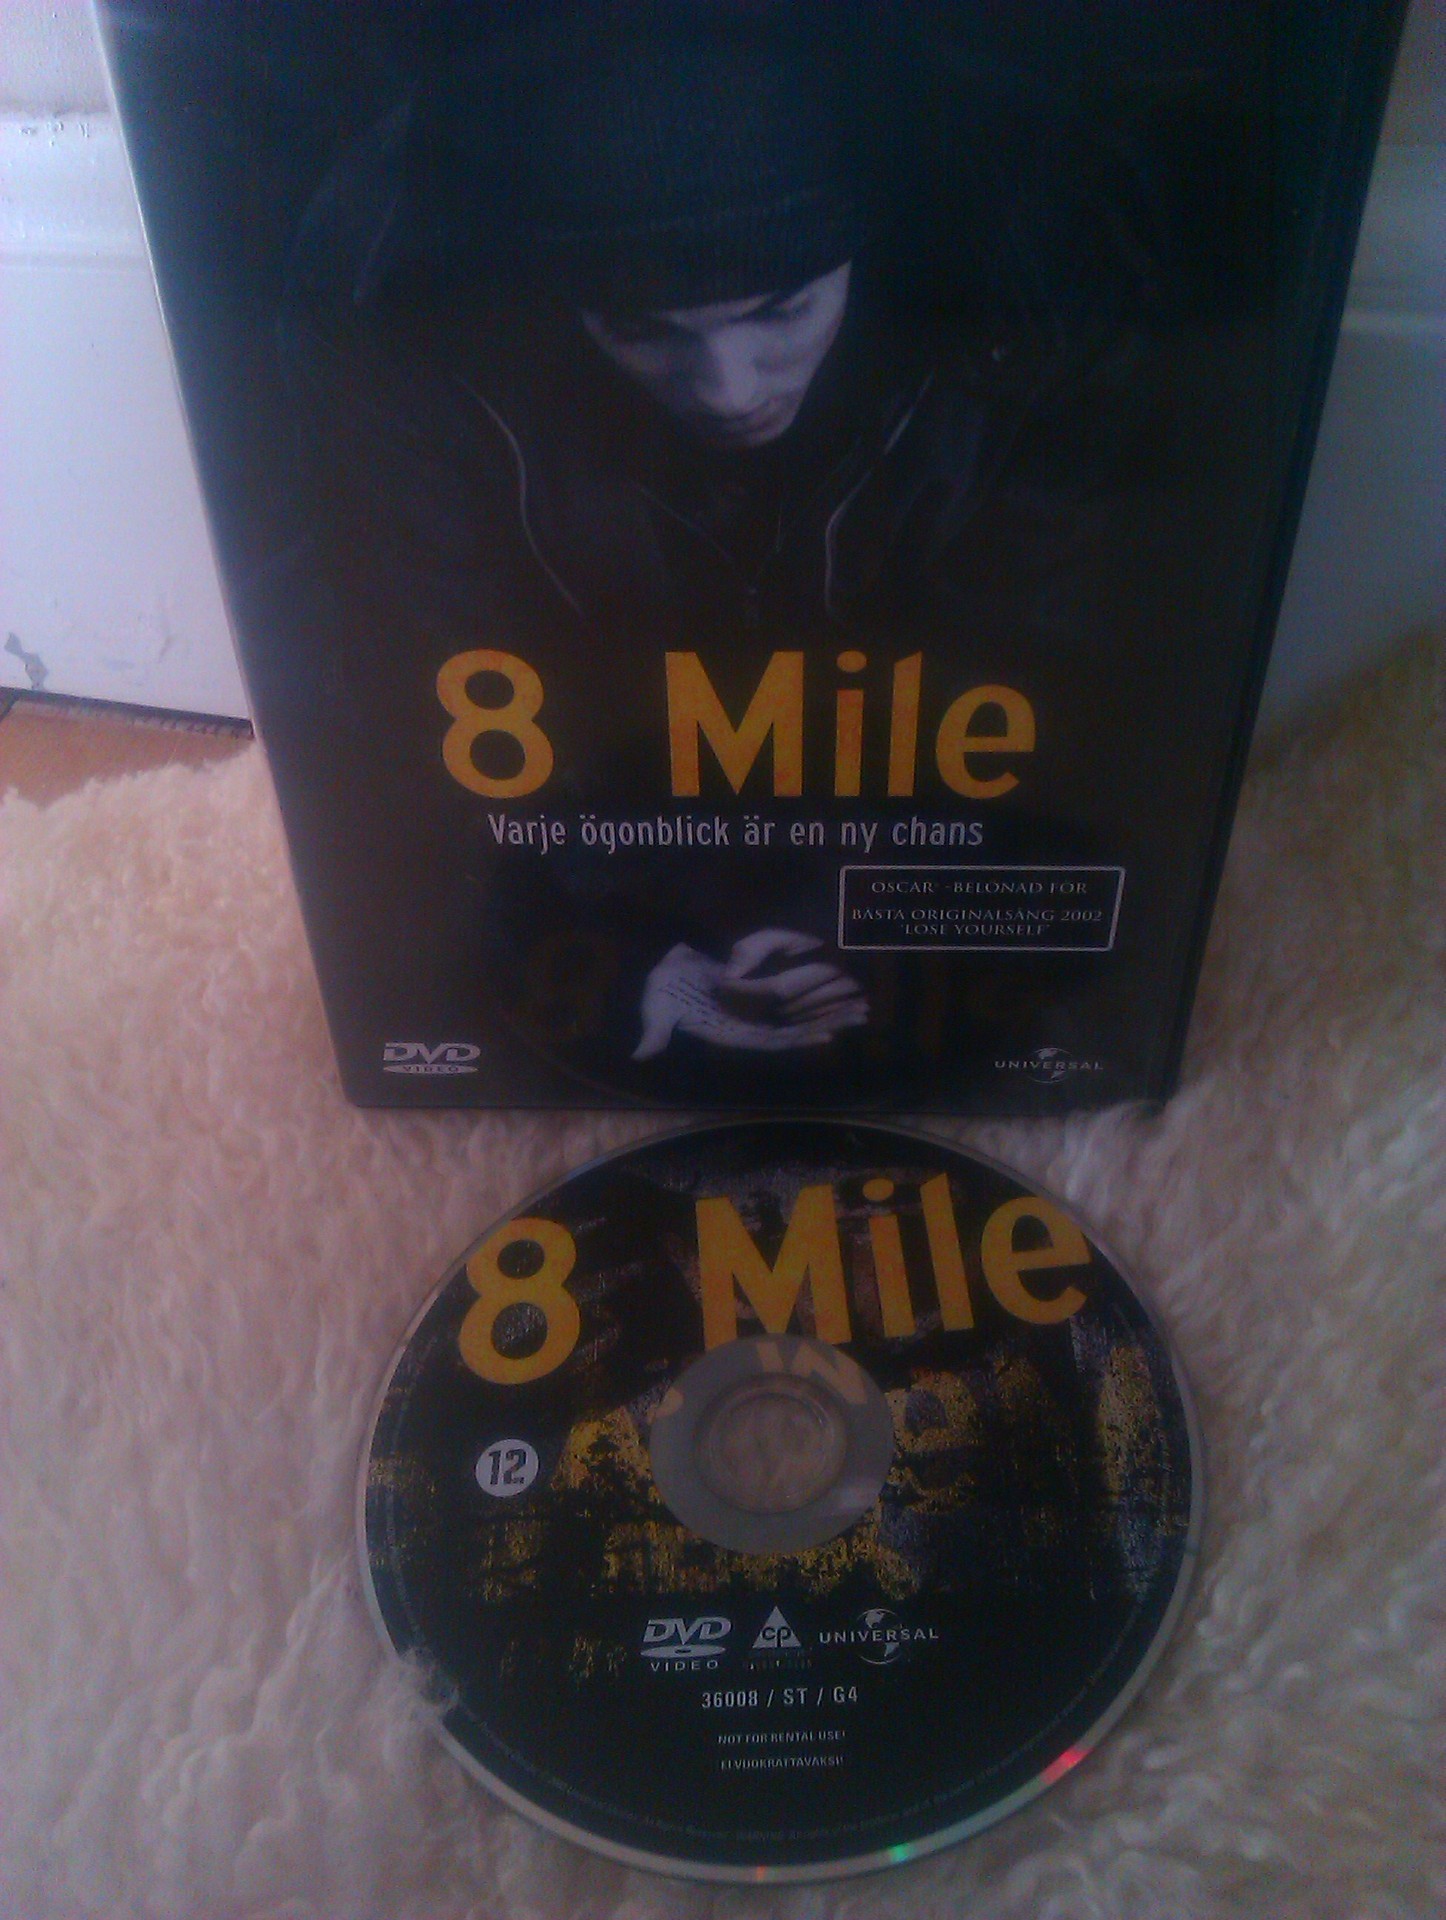 8 Mile
Varje ögonblick är en ny chans
OSCAR®-BELÖNAD FÖR
BÄSTA ORIGINALSÅNG 2002
'LOSE YOURSELF'
DVD
VIDEO
UNIVERSAL
8 Mile
12
DVD
VIDEO
cp
UNIVERSAL
36008 / ST / G4
NOT FOR RENTAL USE!
EI VUOKRATTAVAKSI!